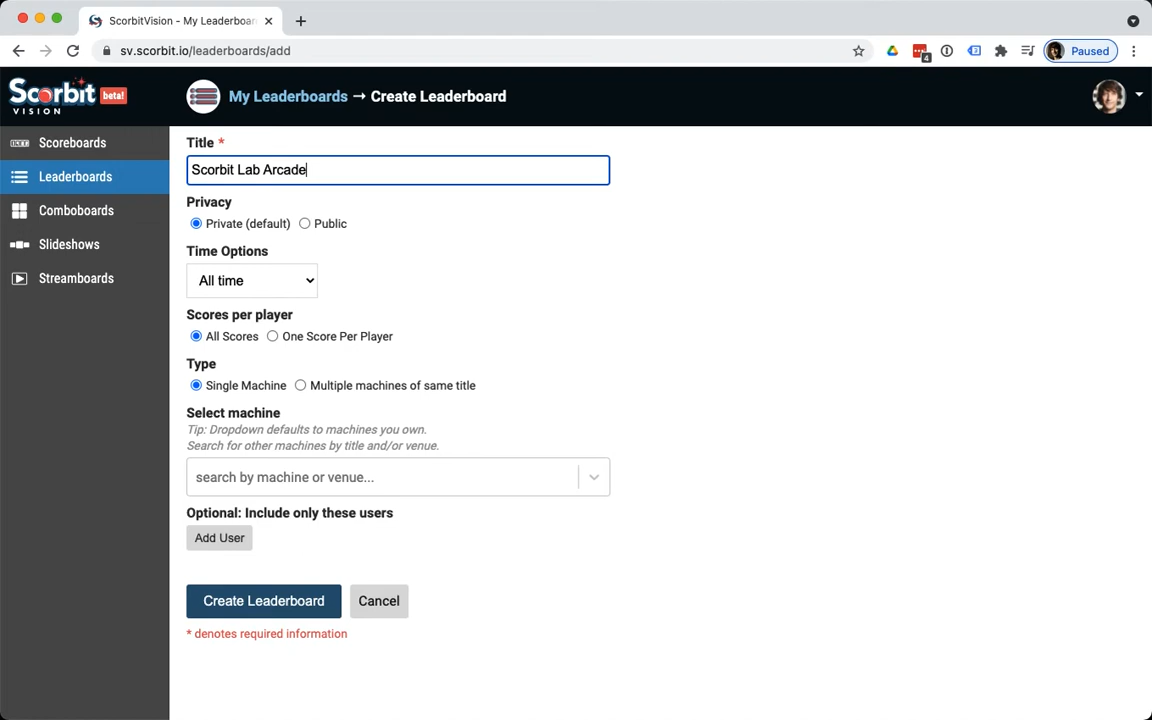 ScorbitVision - My Leaderboar
sv.scorbit.io/leaderboards/add
4
Paused
Scorbit beta!
VISION
My Leaderboards → Create Leaderboard
Scoreboards
Leaderboards
Comboboards
Slideshows
Streamboards
Title *
Scorbit Lab Arcade
Privacy
Private (default) Public
Time Options
All time
Scores per player
All Scores One Score Per Player
Type
Single Machine Multiple machines of same title
Select machine
Tip: Dropdown defaults to machines you own.
Search for other machines by title and/or venue.
search by machine or venue...
Optional: Include only these users
Add User
Create Leaderboard Cancel
* denotes required information